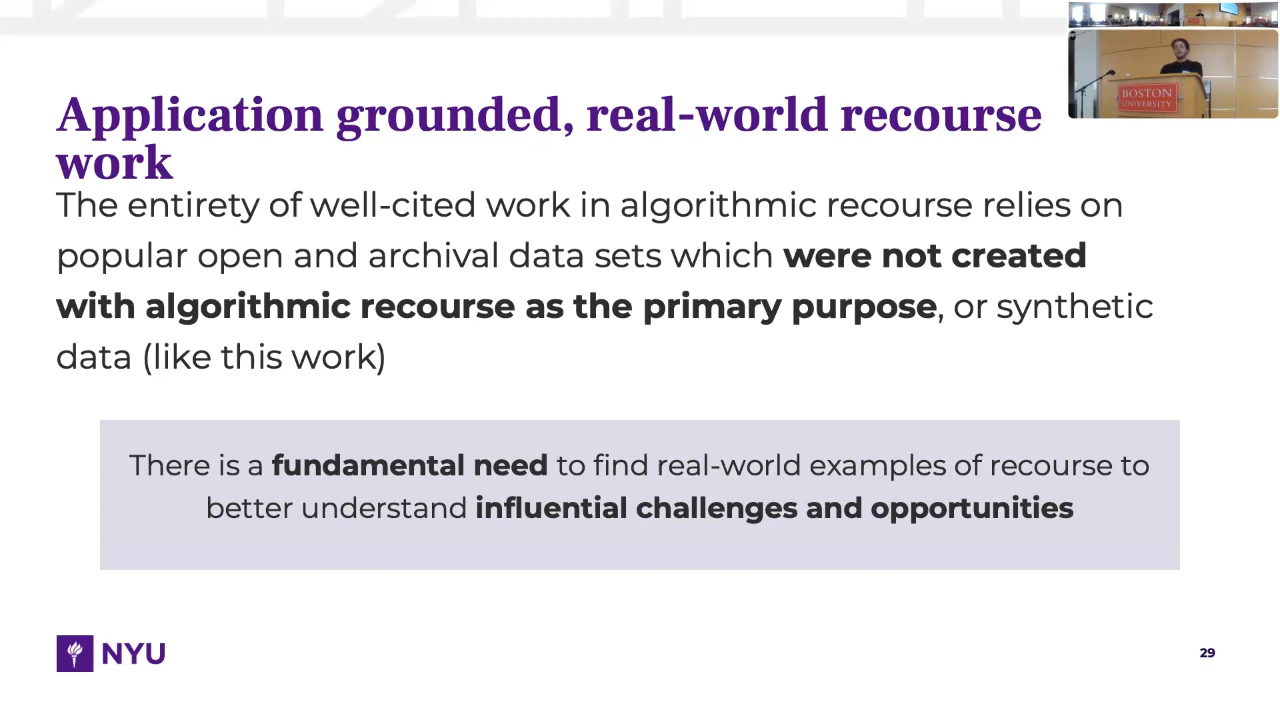 BOSTON
UNIVERSITY
Application grounded, real-world recourse
work
The entirety of well-cited work in algorithmic recourse relies on
popular open and archival data sets which were not created
with algorithmic recourse as the primary purpose, or synthetic
data (like this work)
There is a fundamental need to find real-world examples of recourse to
better understand influential challenges and opportunities
NYU
29